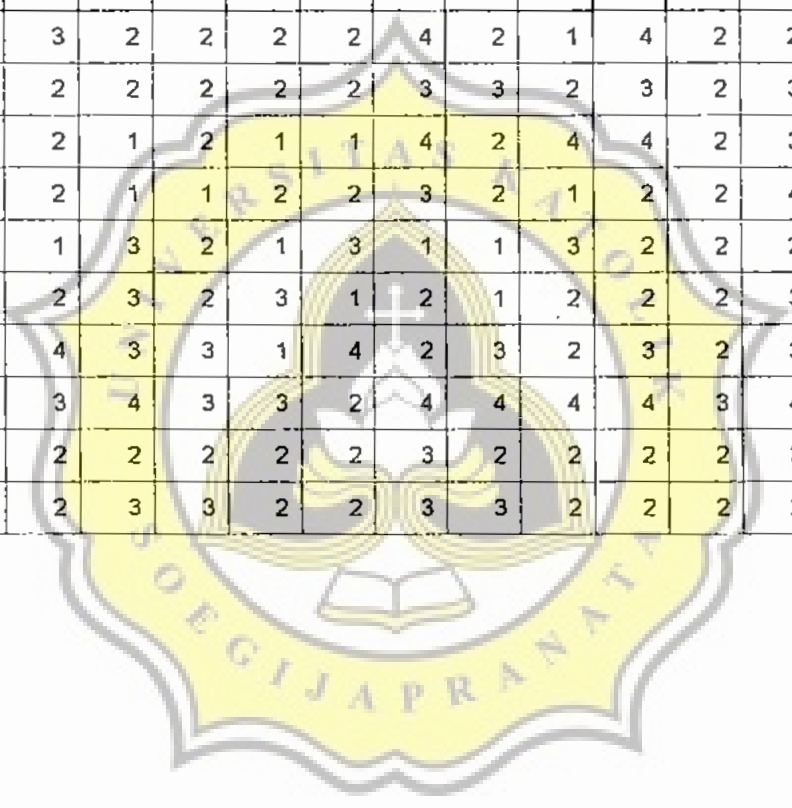 3 2 2 2 2 4 2 1 4 2
2 2 2 2 2 3 3 2 3 2
2 1 2 1 1 4 2 4 4 2
2 1 1 2 2 3 2 1 2 2
1 3 2 1 3 1 1 3 2 2
2 3 2 3 1 2 1 2 2 2
4 3 3 1 4 2 3 2 3 2
3 4 3 3 2 4 4 4 4 3
2 2 2 2 2 3 2 2 2 2
2 3 3 2 2 3 3 2 2 2
UNIVERSITAS KATOLIK
SOEGIJAPRANATA